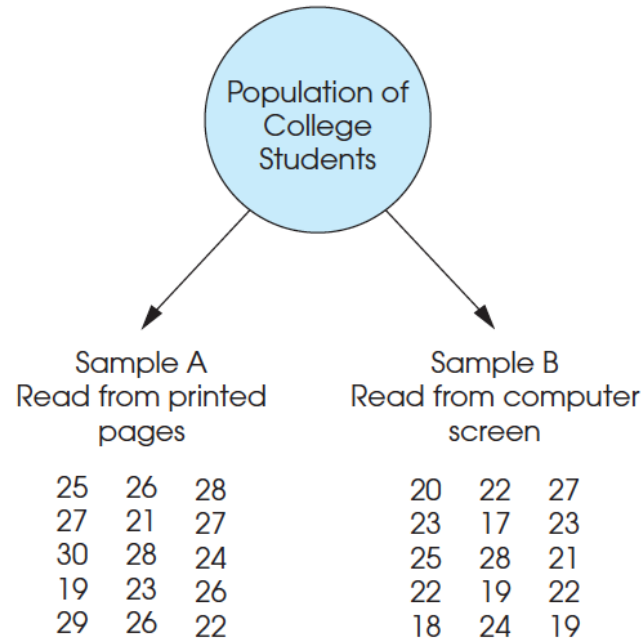 Population of
College
Students
Sample A
Read from printed
pages
25 26 28
27 21 27
30 28 24
19 23 26
29 26 22
Sample B
Read from computer
screen
20 22 27
23 17 23
25 28 21
22 19 22
18 24 19